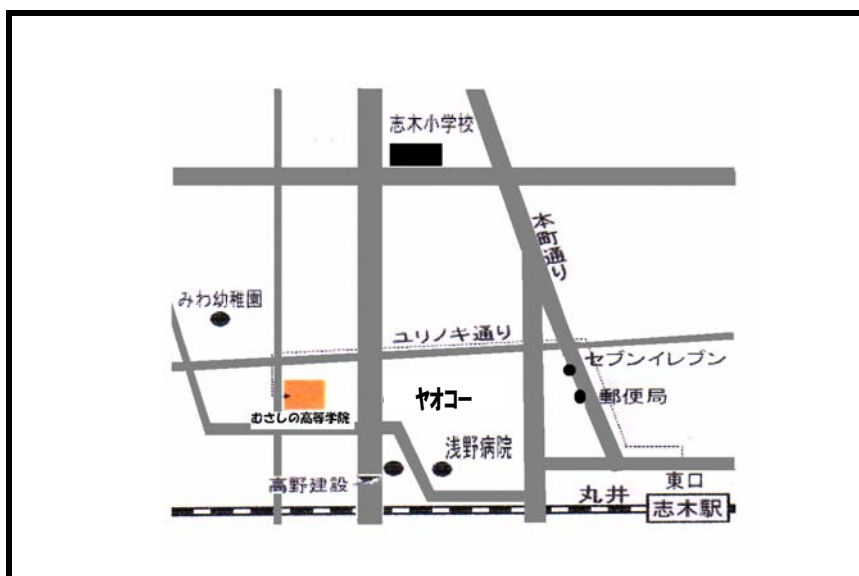 志木小学校
本町通り
みわ幼稚園
ユリノキ通り
セブンイレブン
郵便局
ヤオコー
むさしの高等学院
浅野病院
高野建設
丸井
東口
志木駅